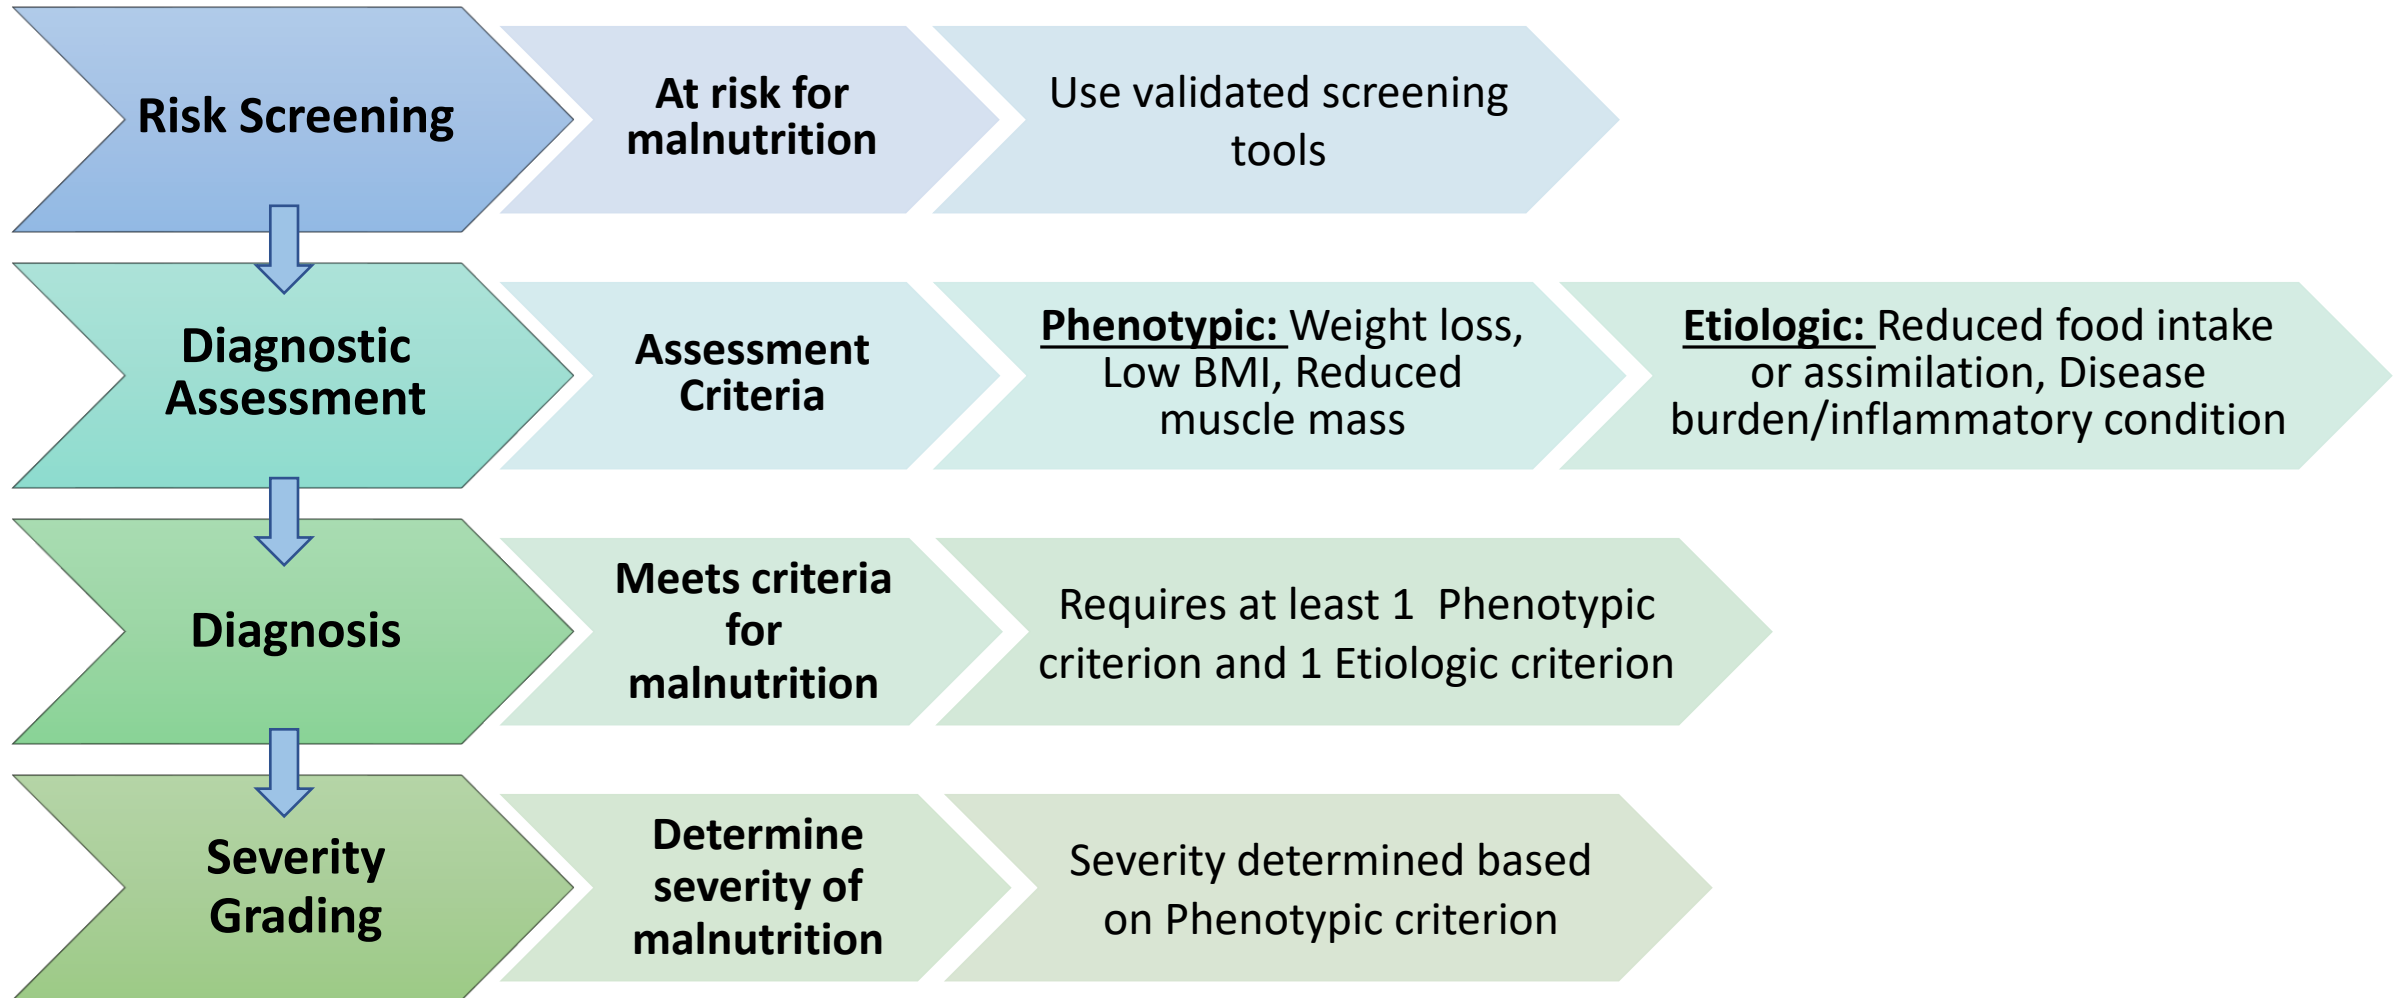 Risk Screening
At risk for
malnutrition
Use validated screening
tools
Diagnostic
Assessment
Assessment
Criteria
Phenotypic: Weight loss,
Low BMI, Reduced
muscle mass
Etiologic: Reduced food intake
or assimilation, Disease
burden/inflammatory condition
Diagnosis
Meets criteria
for
malnutrition
Requires at least 1  Phenotypic
criterion and 1 Etiologic criterion
Severity
Grading
Determine
severity of
malnutrition
Severity determined based
on Phenotypic criterion